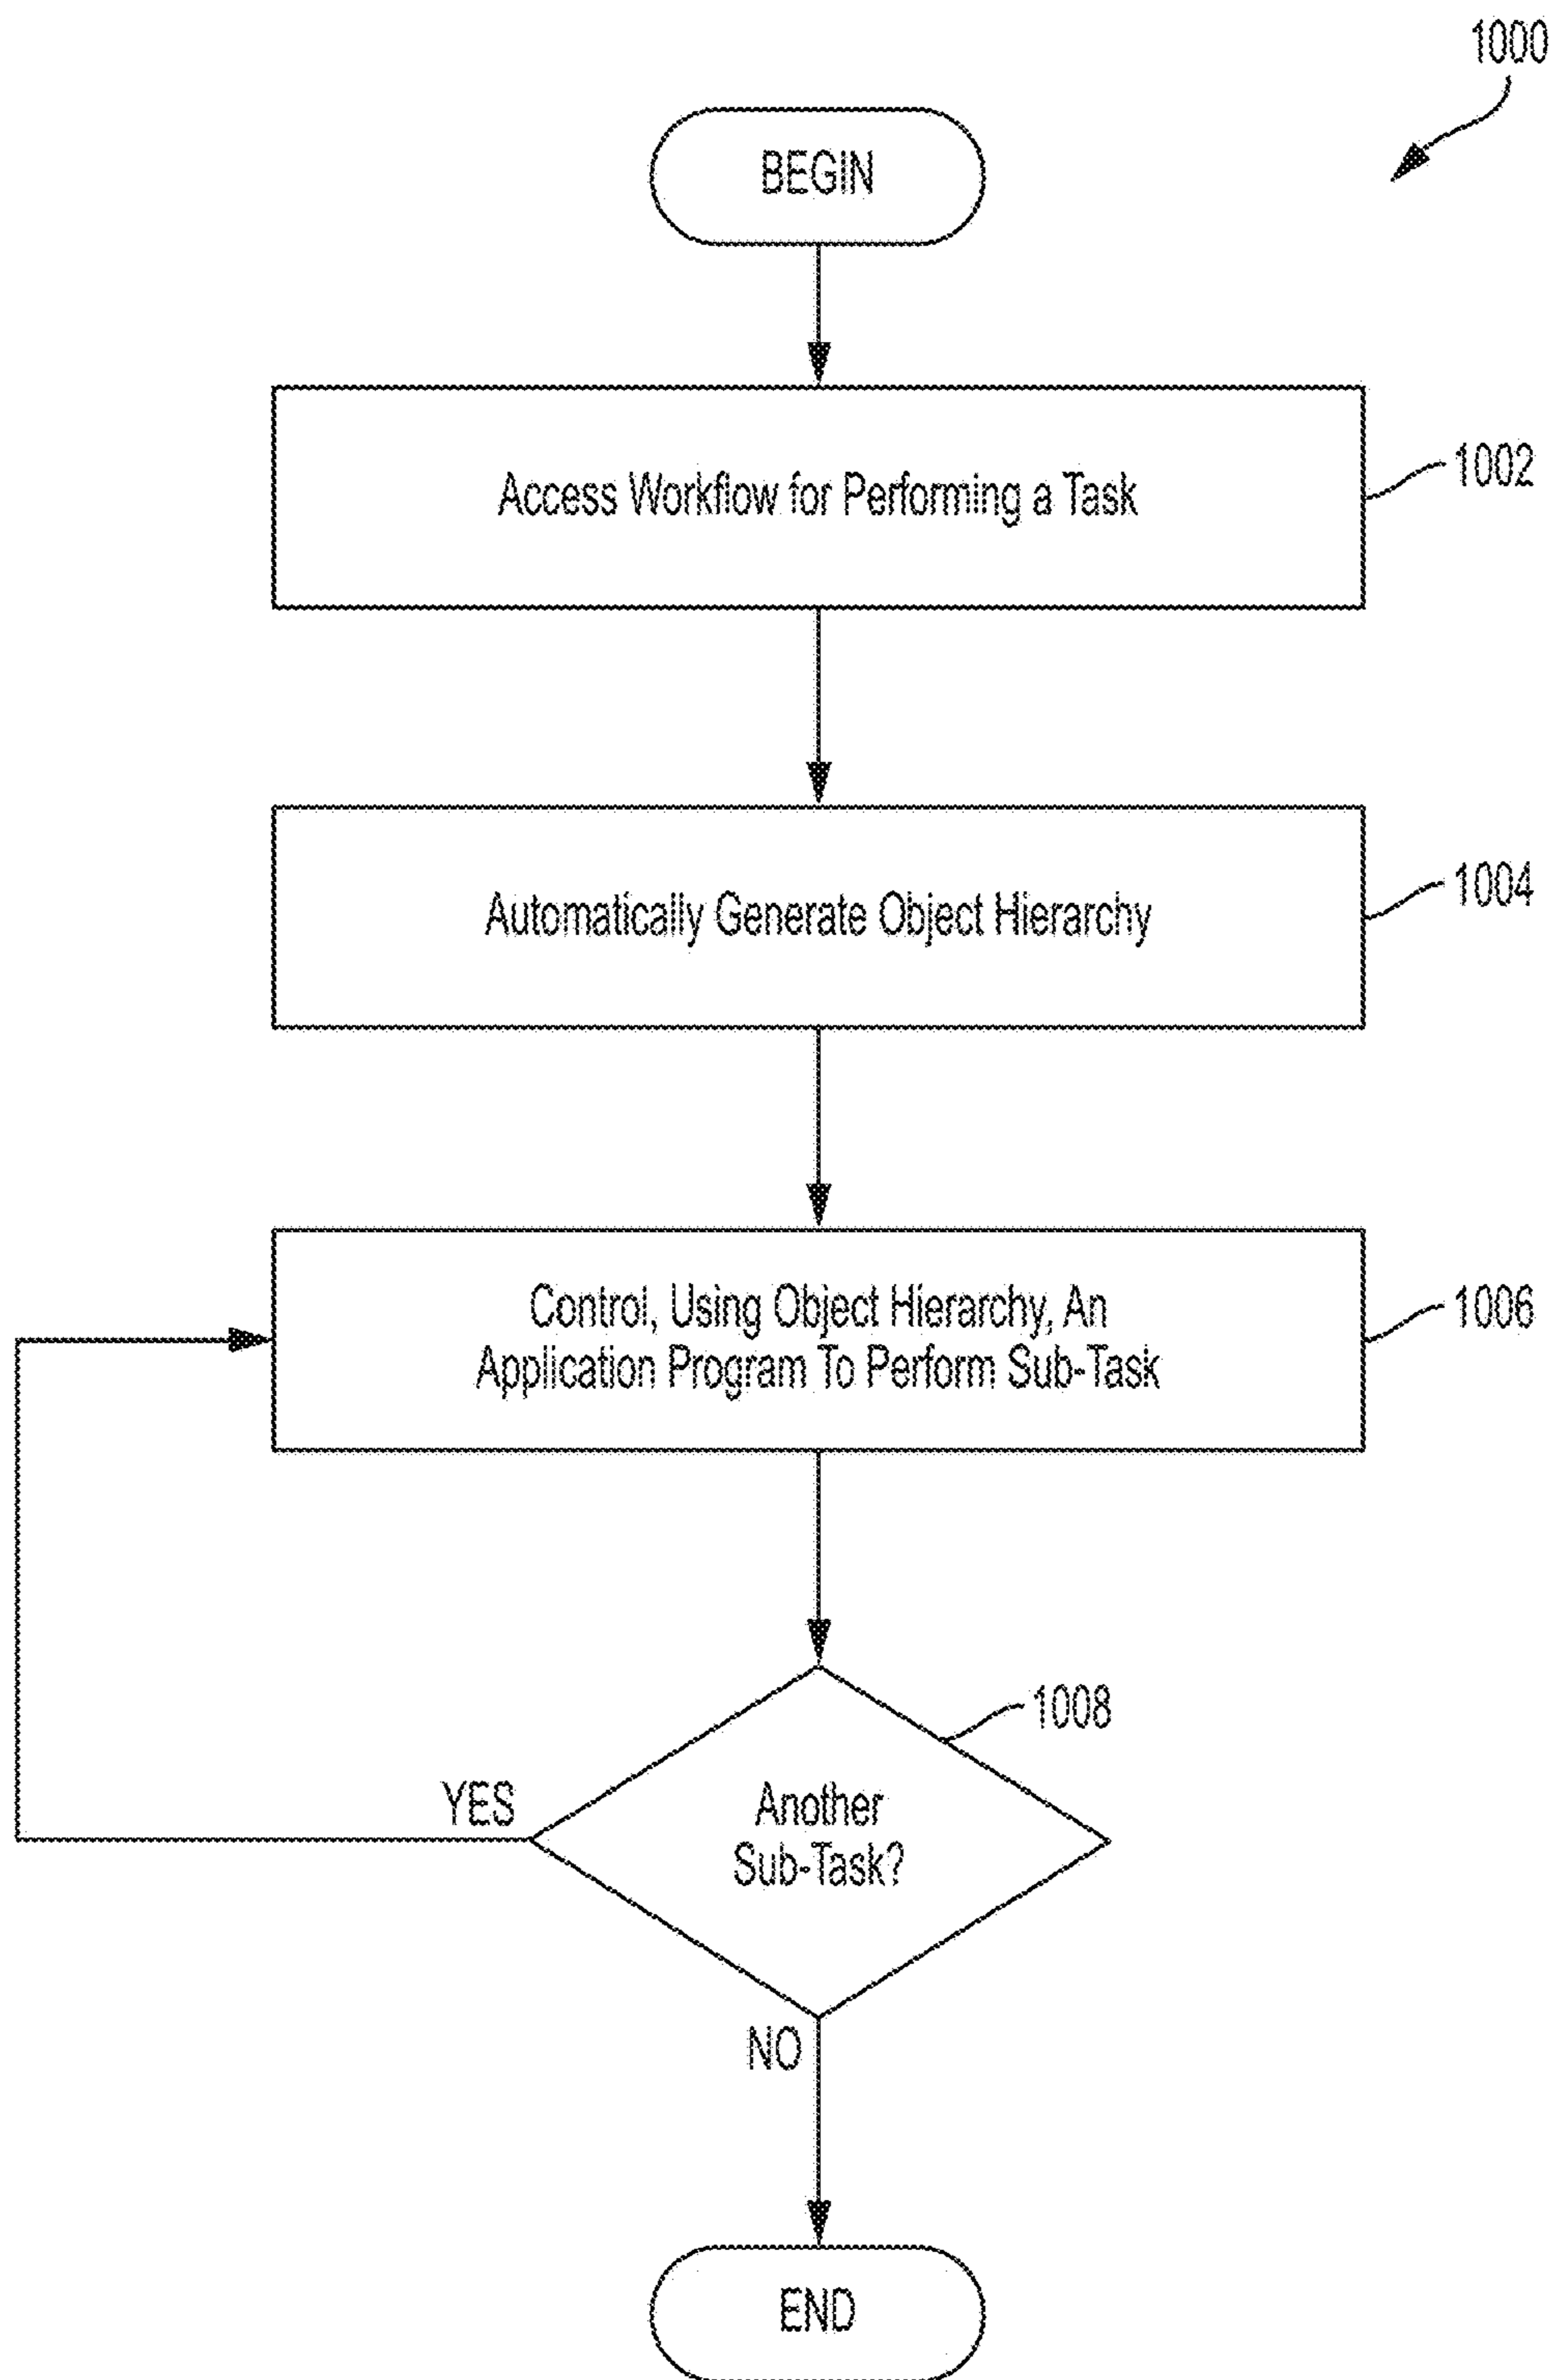 1000
BEGIN
Access Workflow for Performing a Task
1002
Automatically Generate Object Hierarchy
1004
Control, Using Object Hierarchy, An
Application Program To Perform Sub-Task
1006
1008
Another
Sub-Task?
YES
NO
END